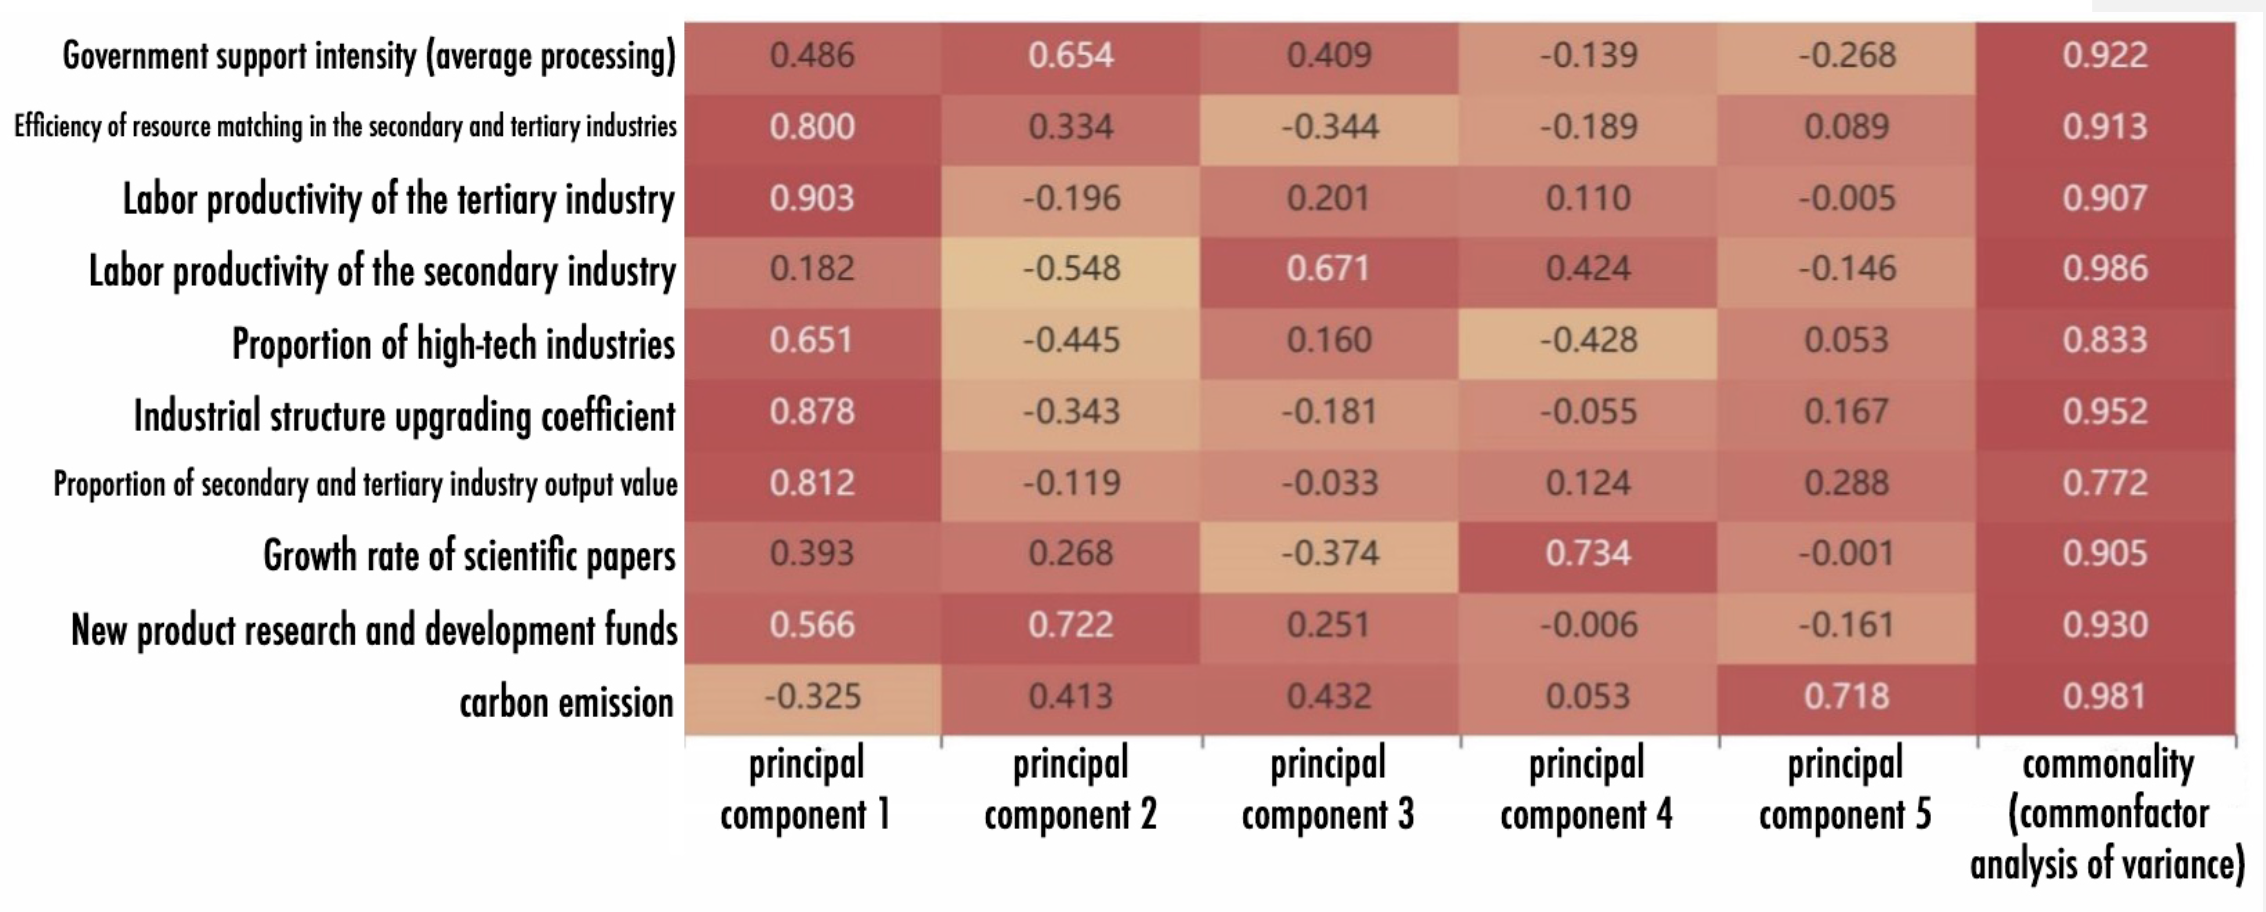 Government support intensity (average processing) 0.486 0.654 0.409 -0.139 -0.268 0.922
Efficiency of resource matching in the secondary and tertiary industries 0.800 0.334 -0.344 -0.189 0.089 0.913
Labor productivity of the tertiary industry 0.903 -0.196 0.201 0.110 -0.005 0.907
Labor productivity of the secondary industry 0.182 -0.548 0.671 0.424 -0.146 0.986
Proportion of high-tech industries 0.651 -0.445 0.160 -0.428 0.053 0.833
Industrial structure upgrading coefficient 0.878 -0.343 -0.181 -0.055 0.167 0.952
Proportion of secondary and tertiary industry output value 0.812 -0.119 -0.033 0.124 0.288 0.772
Growth rate of scientific papers 0.393 0.268 -0.374 0.734 -0.001 0.905
New product research and development funds 0.566 0.722 0.251 -0.006 -0.161 0.930
carbon emission -0.325 0.413 0.432 0.053 0.718 0.981
principal principal principal principal principal commonality
component 1 component 2 component 3 component 4 component 5 (commonfactor
analysis of variance)